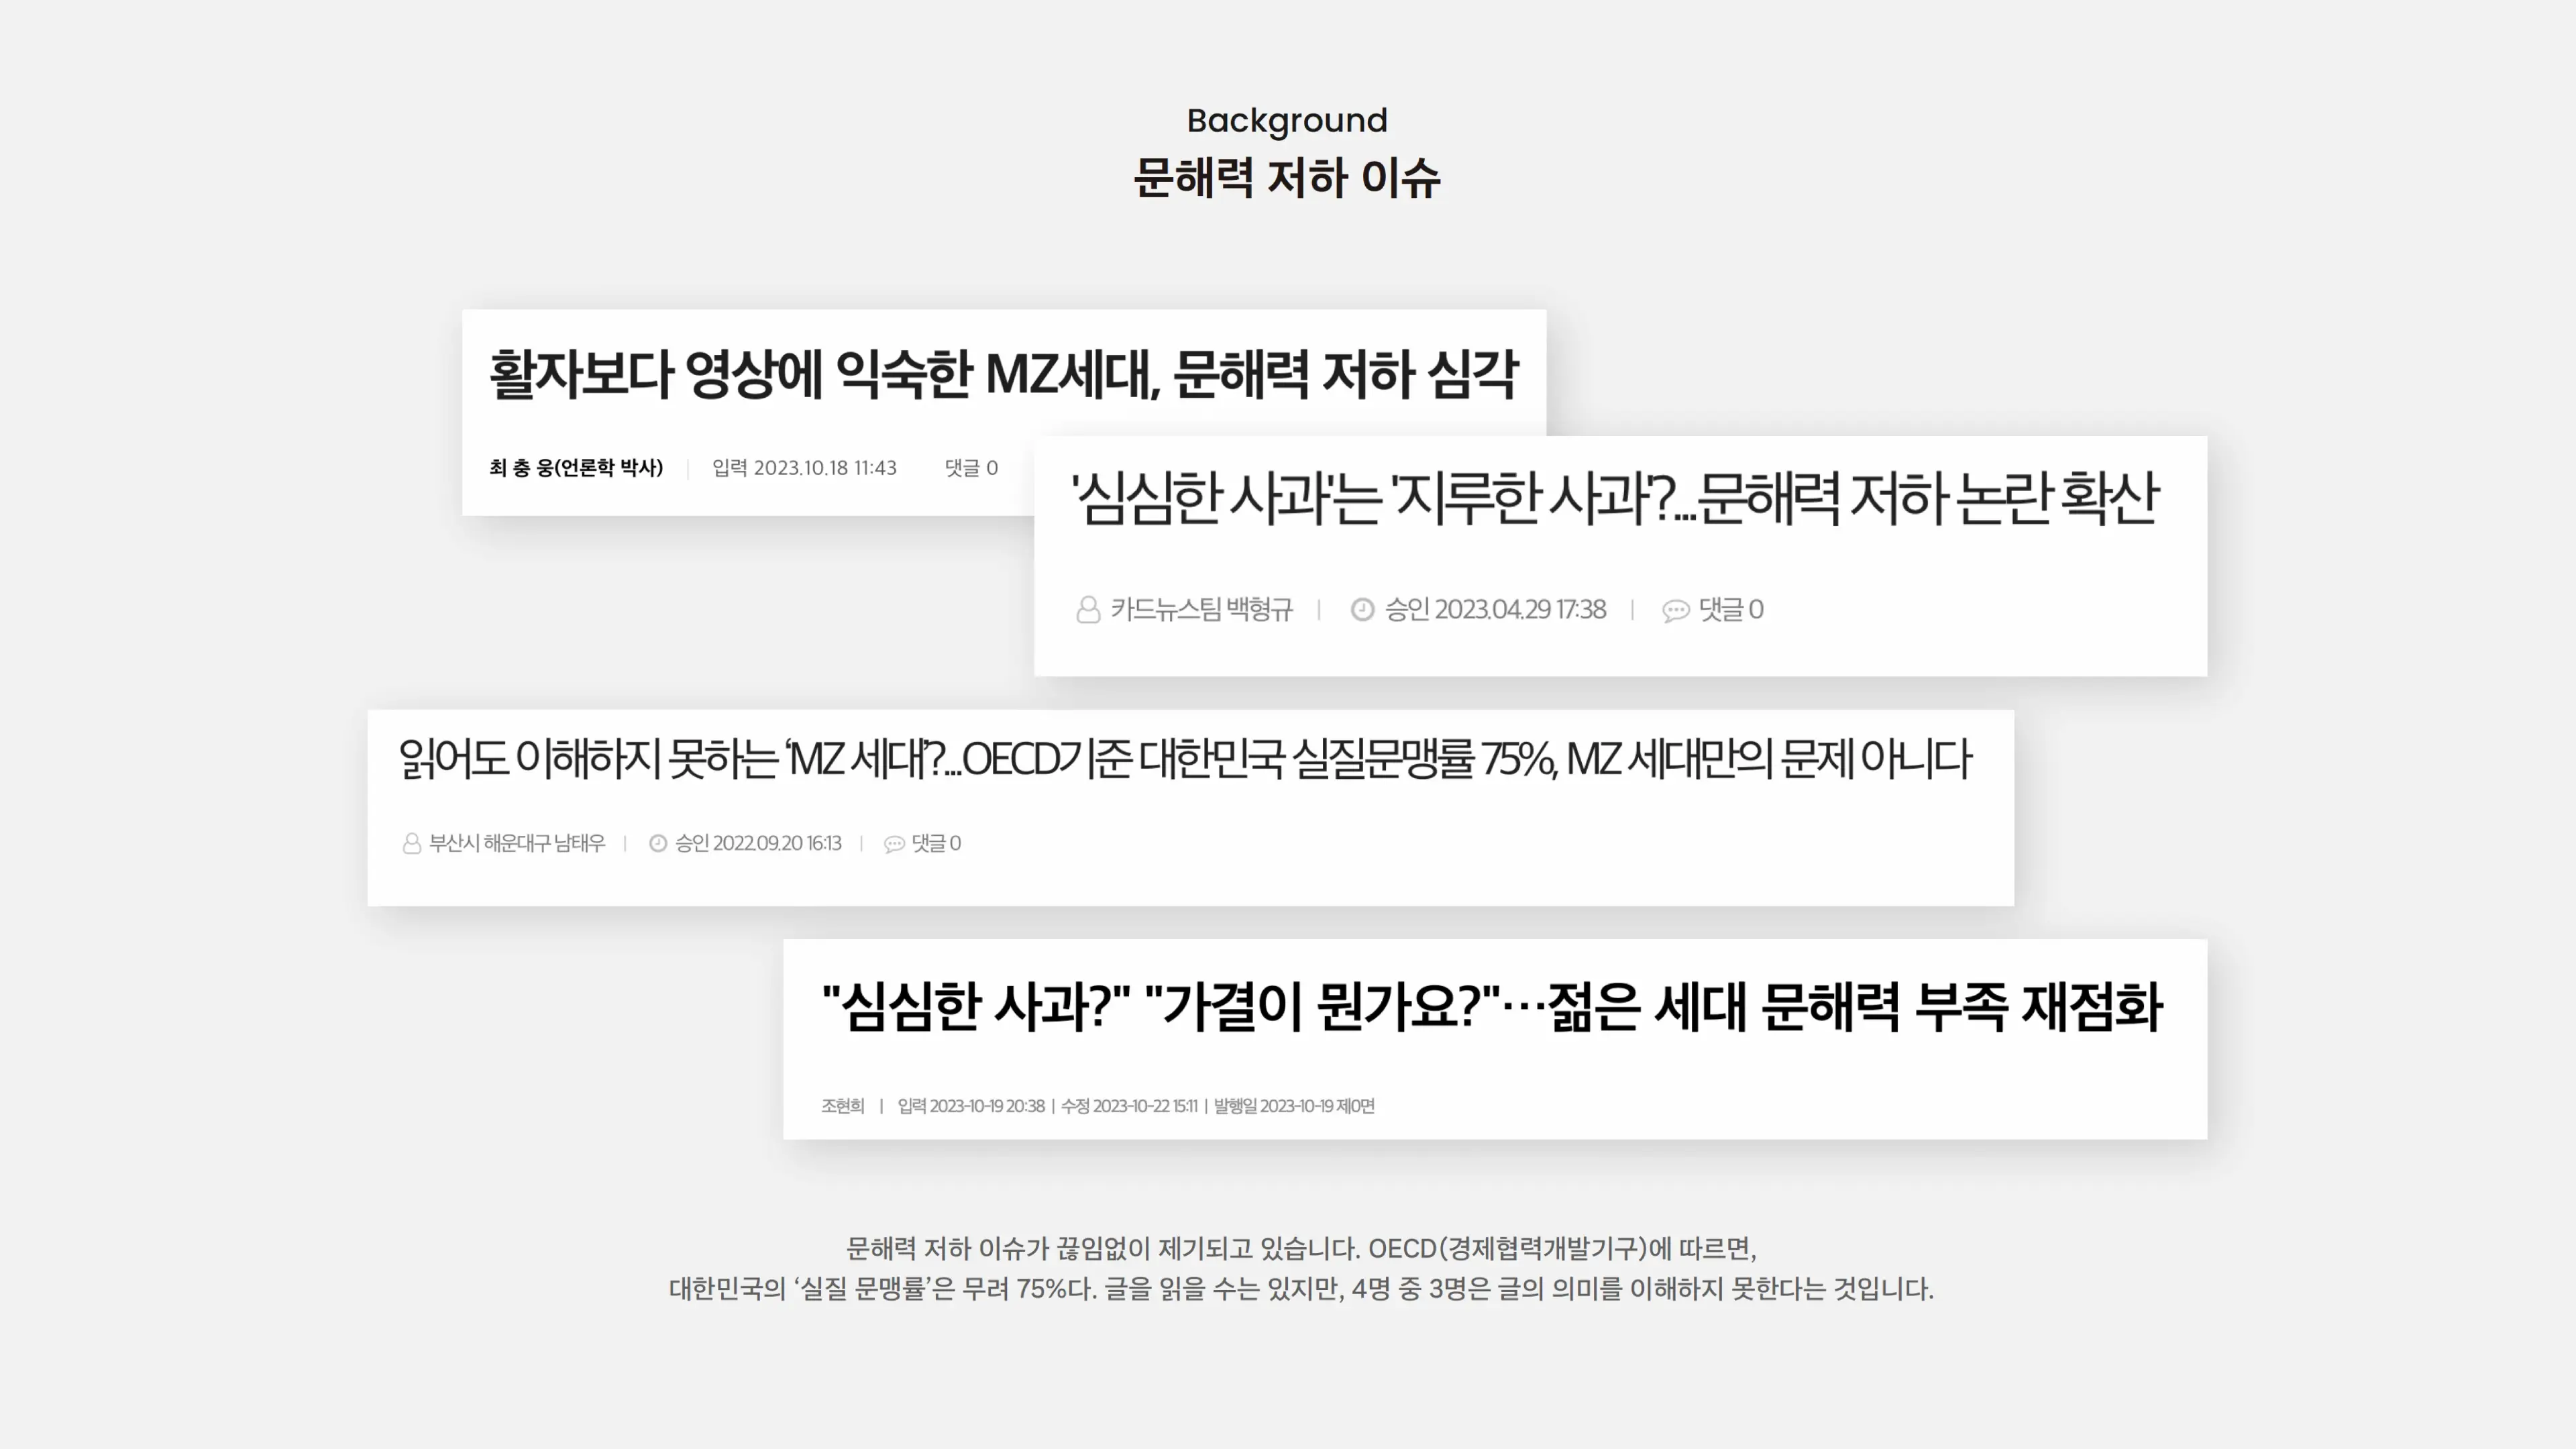 Background
문해력 저하 이슈
활자보다 영상에 익숙한 MZ세대, 문해력 저하 심각
최 충 웅(언론학 박사) | 입력 2023.10.18 11:43 댓글 0
'심심한 사과'는 '지루한 사과'?...문해력 저하 논란 확산
카드뉴스팀 백형규 | 승인 2023.04.29 17:38 | 댓글 0
읽어도 이해하지 못하는 ‘MZ 세대’?...OECD기준 대한민국 실질문맹률 75%, MZ 세대만의 문제 아니다
부산시 해운대구 남태우 | 승인 2022.09.20 16:13 | 댓글 0
"심심한 사과?" "가결이 뭔가요?"…젊은 세대 문해력 부족 재점화
조현희 | 입력 2023-10-19 20:38 | 수정 2023-10-22 15:11 | 발행일 2023-10-19 제0면
문해력 저하 이슈가 끊임없이 제기되고 있습니다. OECD(경제협력개발기구)에 따르면,
대한민국의 ‘실질 문맹률’은 무려 75%다. 글을 읽을 수는 있지만, 4명 중 3명은 글의 의미를 이해하지 못한다는 것입니다.